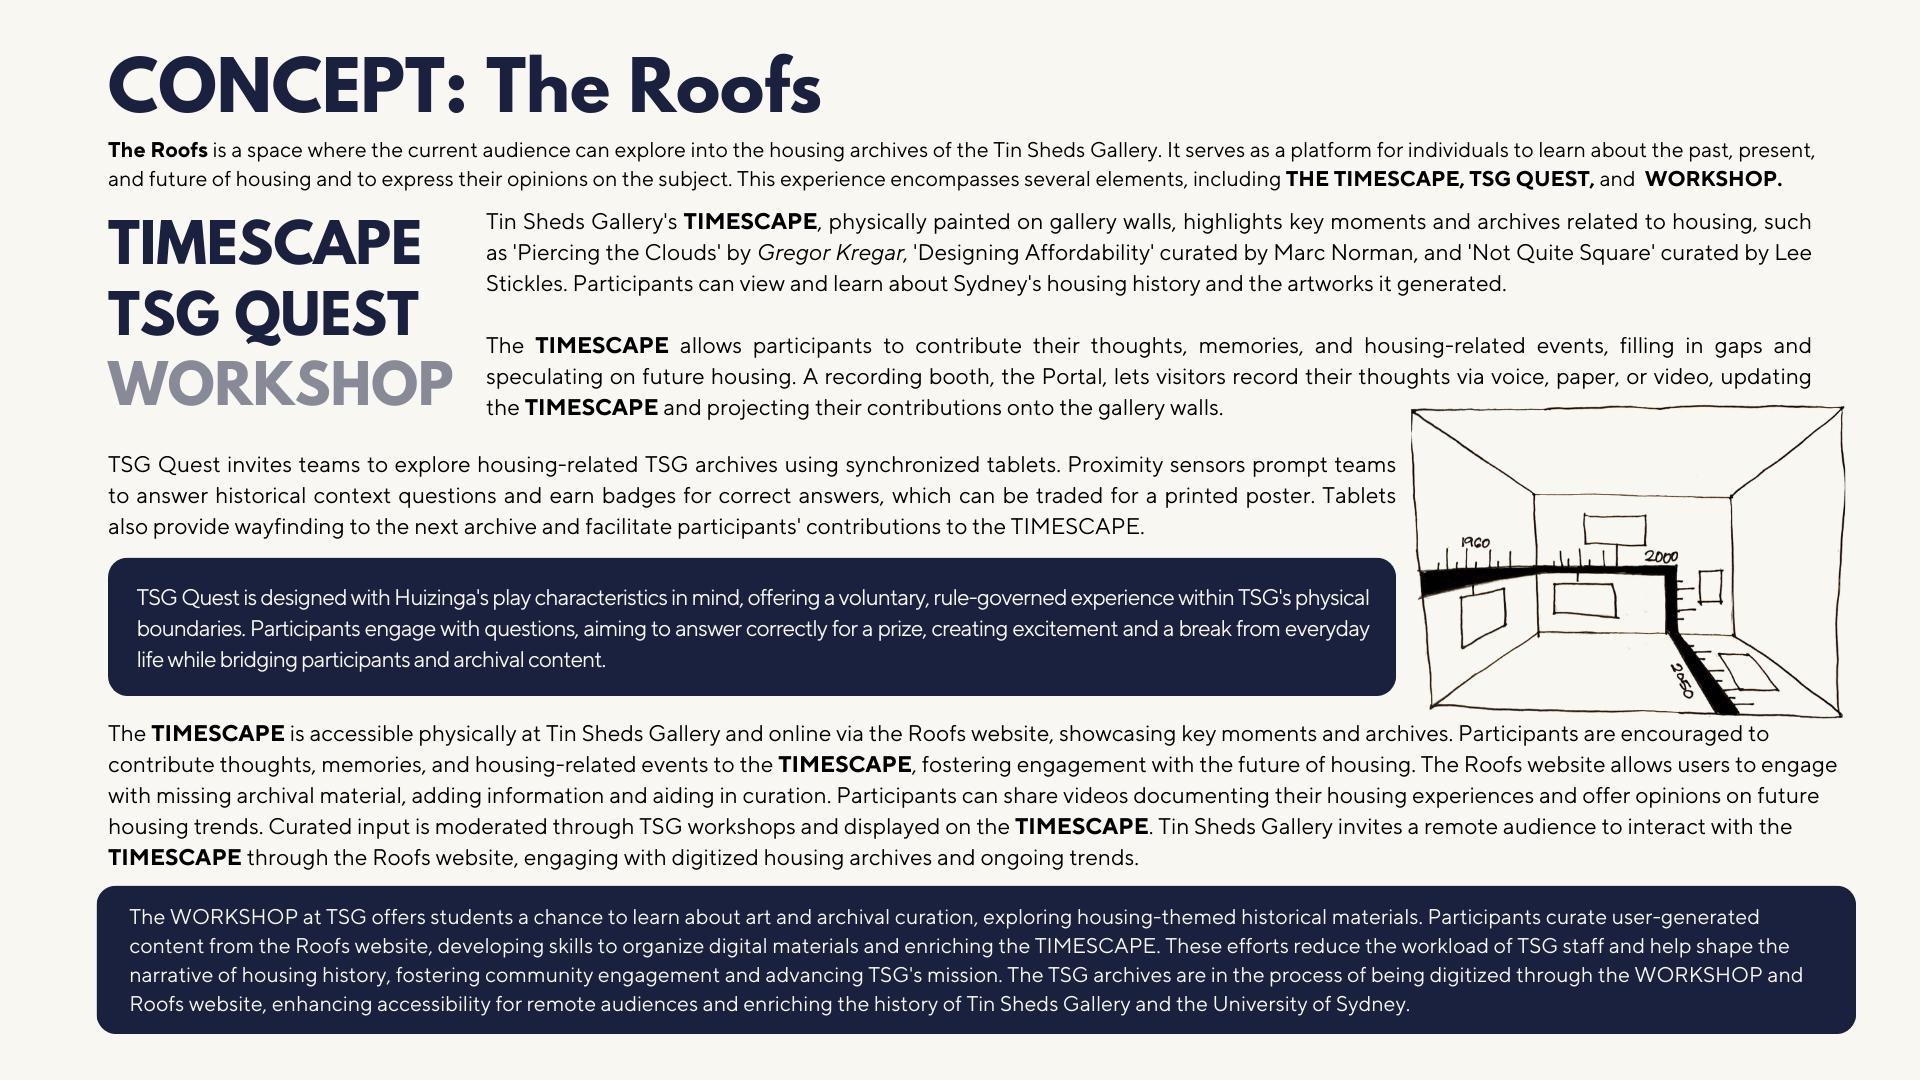 CONCEPT: The Roofs
The Roofs is a space where the current audience can explore into the housing archives of the Tin Sheds Gallery. It serves as a platform for individuals to learn about the past, present,
and future of housing and to express their opinions on the subject. This experience encompasses several elements, including THE TIMESCAPE, TSG QUEST, and WORKSHOP.
TIMESCAPE
TSG QUEST
WORKSHOP
Tin Sheds Gallery's TIMESCAPE, physically painted on gallery walls, highlights key moments and archives related to housing, such
as 'Piercing the Clouds' by Gregor Kregar, 'Designing Affordability' curated by Marc Norman, and 'Not Quite Square' curated by Lee
Stickles. Participants can view and learn about Sydney's housing history and the artworks it generated.
The TIMESCAPE allows participants to contribute their thoughts, memories, and housing-related events, filling in gaps and
speculating on future housing. A recording booth, the Portal, lets visitors record their thoughts via voice, paper, or video, updating
the TIMESCAPE and projecting their contributions onto the gallery walls.
TSG Quest invites teams to explore housing-related TSG archives using synchronized tablets. Proximity sensors prompt teams
to answer historical context questions and earn badges for correct answers, which can be traded for a printed poster. Tablets
also provide wayfinding to the next archive and facilitate participants' contributions to the TIMESCAPE.
1960
2000
2050
TSG Quest is designed with Huizinga's play characteristics in mind, offering a voluntary, rule-governed experience within TSG's physical
boundaries. Participants engage with questions, aiming to answer correctly for a prize, creating excitement and a break from everyday
life while bridging participants and archival content.
The TIMESCAPE is accessible physically at Tin Sheds Gallery and online via the Roofs website, showcasing key moments and archives. Participants are encouraged to
contribute thoughts, memories, and housing-related events to the TIMESCAPE, fostering engagement with the future of housing. The Roofs website allows users to engage
with missing archival material, adding information and aiding in curation. Participants can share videos documenting their housing experiences and offer opinions on future
housing trends. Curated input is moderated through TSG workshops and displayed on the TIMESCAPE. Tin Sheds Gallery invites a remote audience to interact with the
TIMESCAPE through the Roofs website, engaging with digitized housing archives and ongoing trends.
The WORKSHOP at TSG offers students a chance to learn about art and archival curation, exploring housing-themed historical materials. Participants curate user-generated
content from the Roofs website, developing skills to organize digital materials and enriching the TIMESCAPE. These efforts reduce the workload of TSG staff and help shape the
narrative of housing history, fostering community engagement and advancing TSG's mission. The TSG archives are in the process of being digitized through the WORKSHOP and
Roofs website, enhancing accessibility for remote audiences and enriching the history of Tin Sheds Gallery and the University of Sydney.